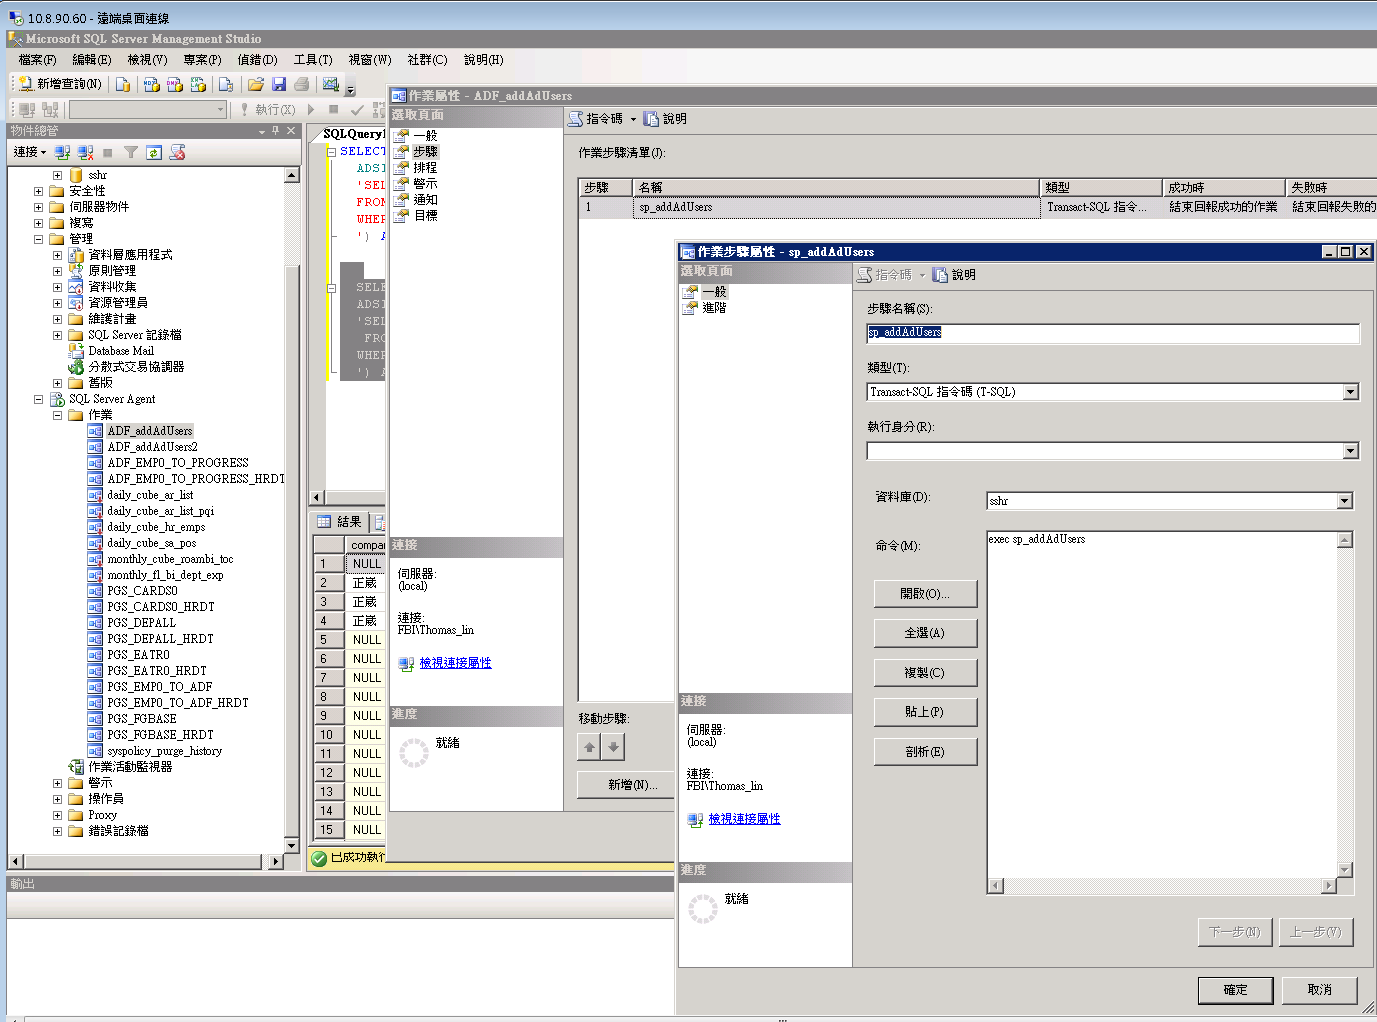 10.8.90.60 - 遠端桌面連線
Microsoft SQL Server Management Studio
檔案(F) 編輯(E) 檢視(V) 專案(P) 偵錯(D) 工具(T) 視窗(W) 社群(C) 說明(H)
新增查詢(N)
執行(X)
物件總管
連接
sshr
安全性
伺服器物件
複寫
管理
資料層應用程式
原則管理
資料收集
資源管理員
維護計畫
SQL Server 記錄檔
Database Mail
分散式交易協調器
舊版
SQL Server Agent
作業
ADF_addAdUsers
ADF_addAdUsers2
ADF_EMP0_TO_PROGRESS
ADF_EMP0_TO_PROGRESS_HRDT
daily_cube_ar_list
daily_cube_ar_list_pqi
daily_cube_hr_emps
daily_cube_sa_pos
monthly_cube_roambi_toc
monthly_fl_bi_dept_exp
PGS_CARDS0
PGS_CARDS0_HRDT
PGS_DEPALL
PGS_DEPALL_HRDT
PGS_EATR0
PGS_EATR0_HRDT
PGS_EMP0_TO_ADF
PGS_EMP0_TO_ADF_HRDT
PGS_FGBASE
PGS_FGBASE_HRDT
syspolicy_purge_history
作業活動監視器
警示
操作員
Proxy
錯誤記錄檔
輸出
SQLQuery
SELECT
ADSI
'SEL
FROM
WHER
') A
SELE
ADSI
'SEL
FROM
WHER
') A
結果
compa
1 NULL
2 正崴
3 正崴
4 正崴
5 NULL
6 NULL
7 NULL
8 NULL
9 NULL
10 NULL
11 NULL
12 NULL
13 NULL
14 NULL
15 NULL
已成功執行
作業屬性 - ADF_addAdUsers
選取頁面
一般
步驟
排程
警示
通知
目標
連接
伺服器:
(local)
連接:
FBI\Thomas_lin
檢視連接屬性
進度
就緒
指令碼 說明
作業步驟清單(J):
步驟 名稱 類型 成功時 失敗時
1 sp_addAdUsers Transact-SQL 指令... 結束回報成功的作業 結束回報失敗的
移動步驟:
新增(N)...
作業步驟屬性 - sp_addAdUsers
選取頁面
一般
進階
連接
伺服器:
(local)
連接:
FBI\Thomas_lin
檢視連接屬性
進度
就緒
指令碼 說明
步驟名稱(S):
sp_addAdUsers
類型(T):
Transact-SQL 指令碼 (T-SQL)
執行身分(R):
資料庫(D): sshr
命令(M): exec sp_addAdUsers
開啟(O)...
全選(A)
複製(C)
貼上(P)
剖析(E)
下一步(N) 上一步(V)
確定 取消